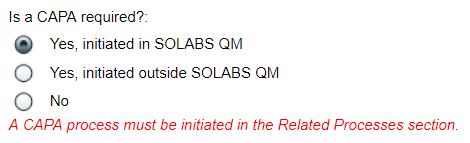 Is a CAPA required?:
Yes, initiated in SOLABS QM
Yes, initiated outside SOLABS QM
No
A CAPA process must be initiated in the Related Processes section.